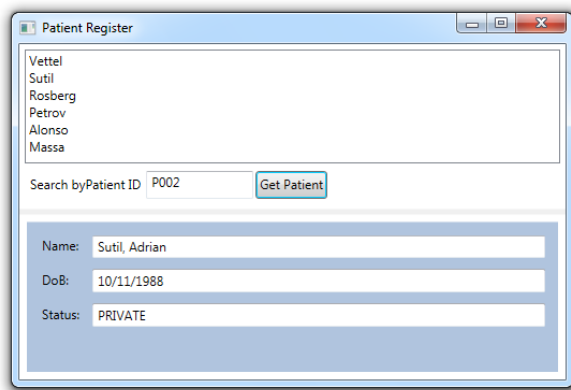 Patient Register
Vettel
Sutil
Rosberg
Petrov
Alonso
Massa
Search byPatient ID P002 Get Patient
Name: Sutil, Adrian
DoB: 10/11/1988
Status: PRIVATE